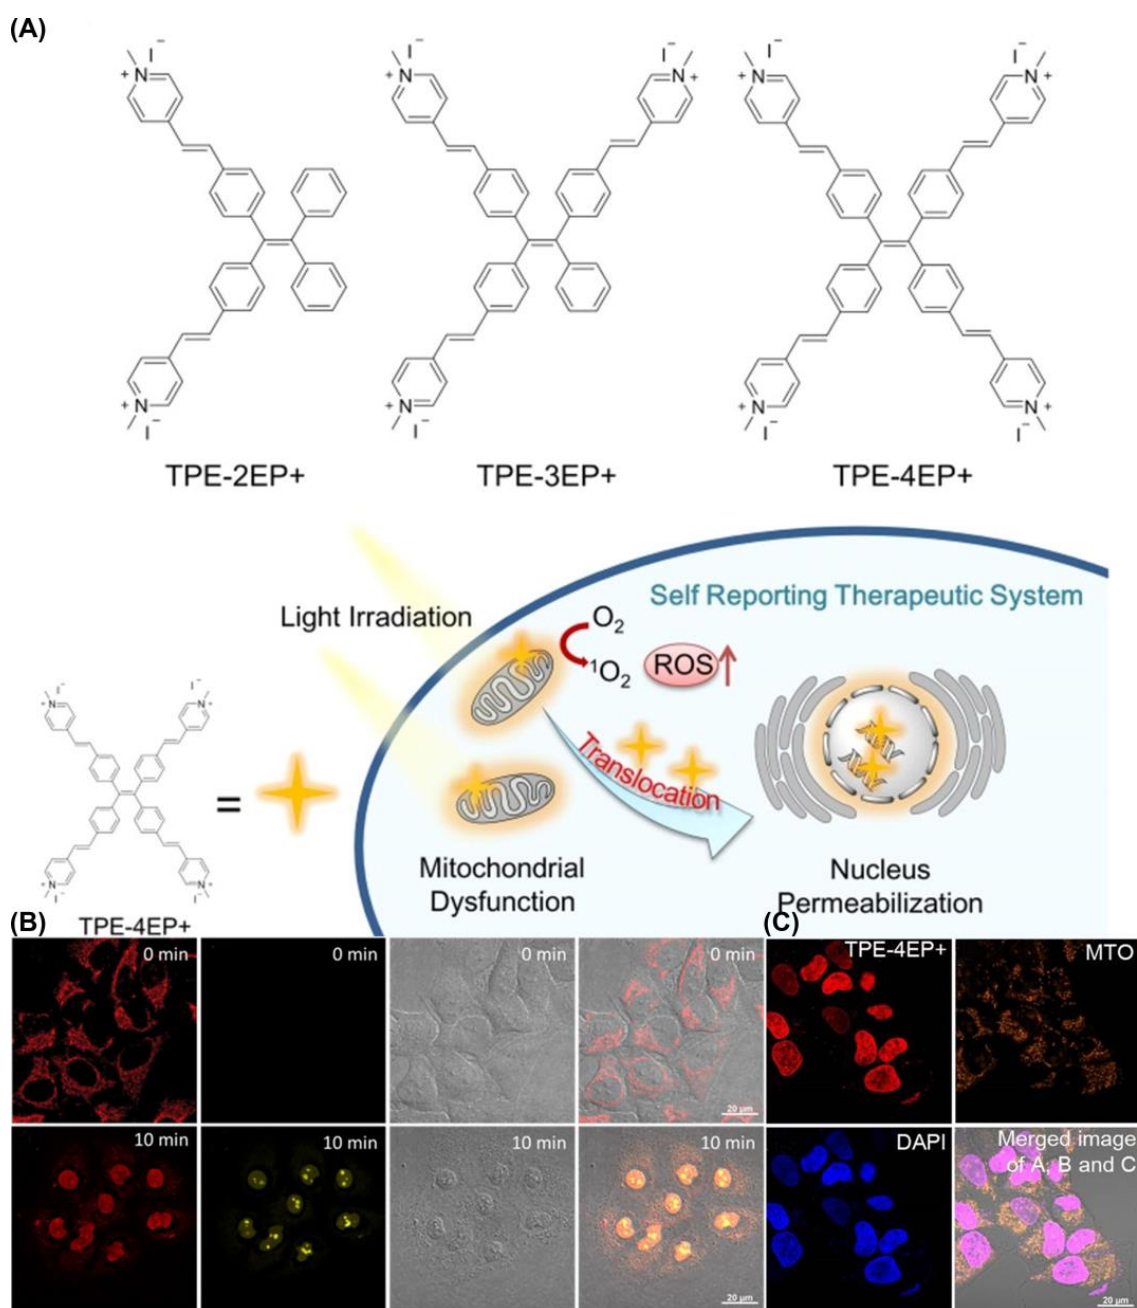 (A)
N
+
I⁻
N
+
I⁻
N
+
I⁻
N
+
I⁻
N
+
I⁻
N
+
I⁻
N
+
I⁻
N
+
I⁻
N
+
I⁻
TPE-2EP+
TPE-3EP+
TPE-4EP+
Light Irradiation
Self Reporting Therapeutic System
O₂
¹O₂
ROS
Translocation
=
N
+
I⁻
N
+
I⁻
N
+
I⁻
N
+
I⁻
Mitochondrial
Dysfunction
Nucleus
Permeabilization
TPE-4EP+
(B)
0 min
0 min
0 min
0 min
20 µm
10 min
10 min
10 min
10 min
20 µm
(C)
TPE-4EP+
MTO
DAPI
Merged image
of A, B and C
20 µm